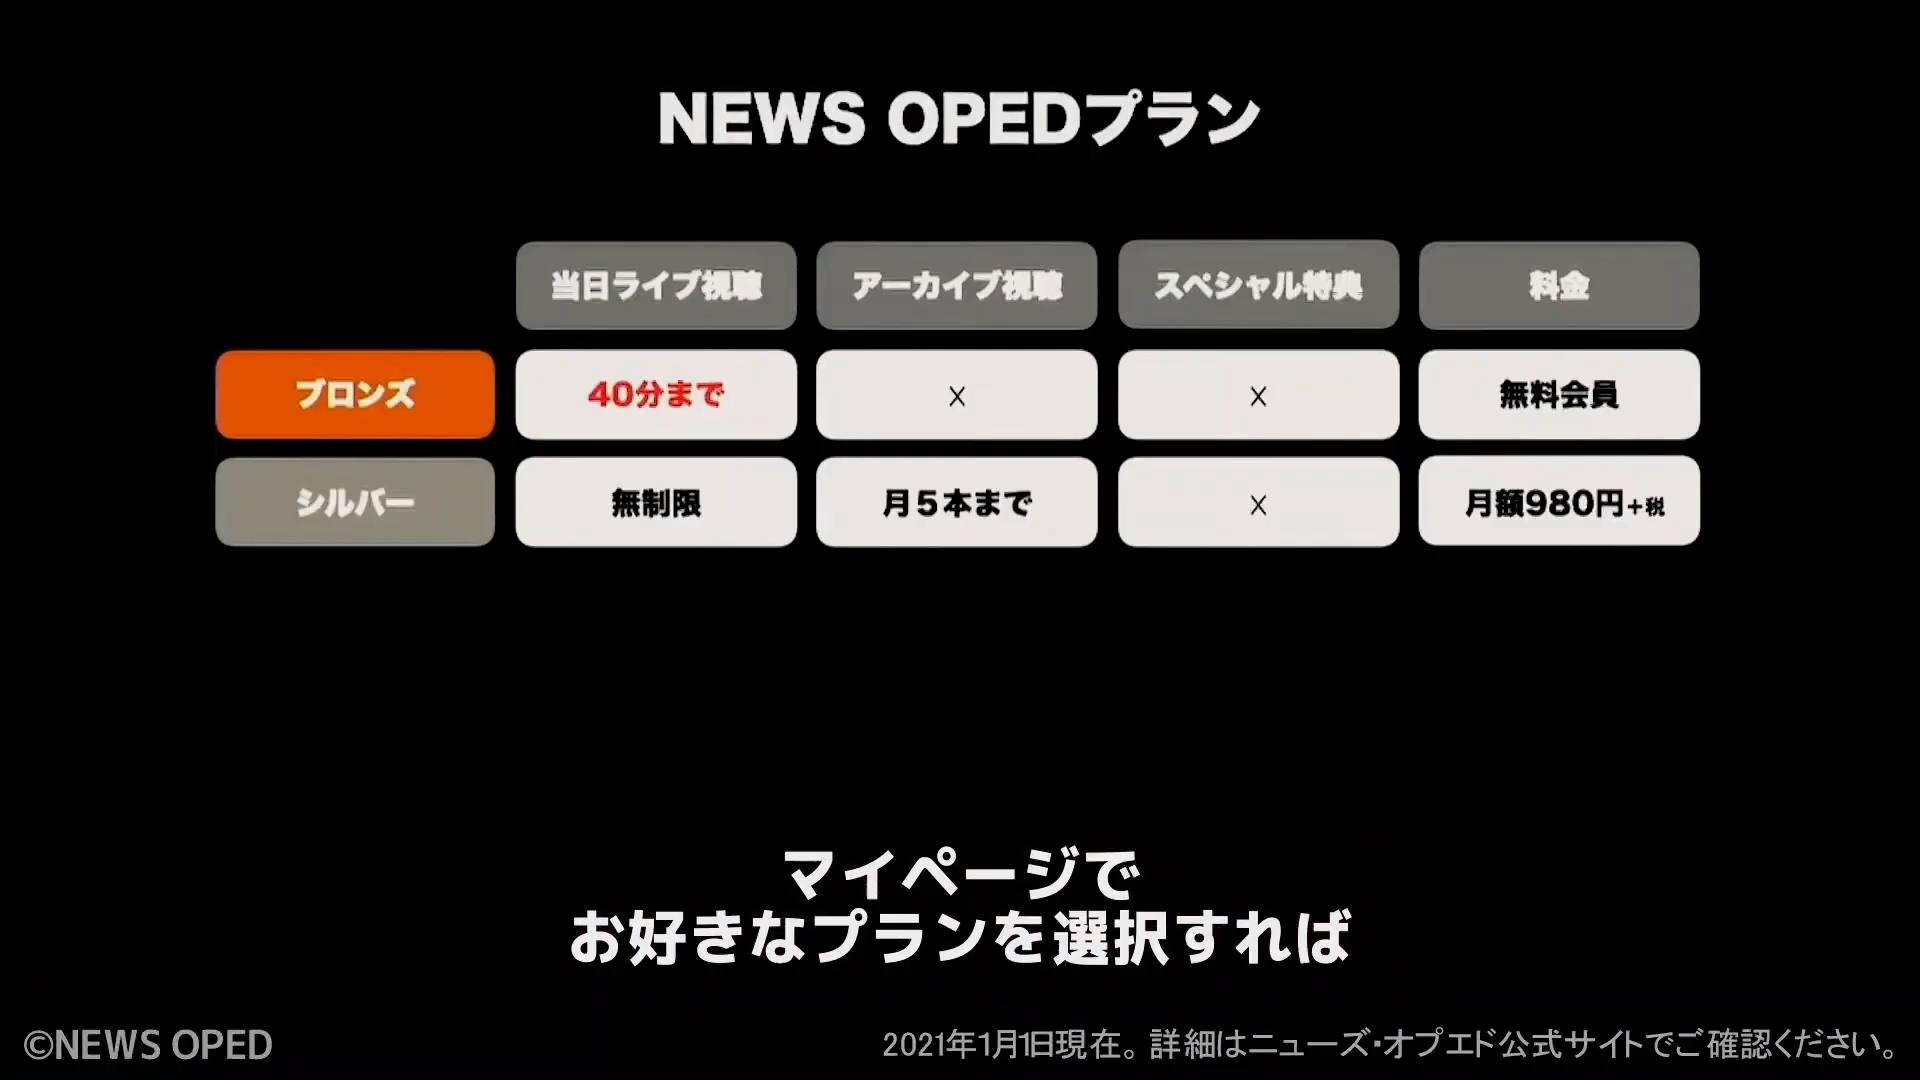 NEWS OPEDプラン
当日ライブ視聴 アーカイブ視聴 スペシャル特典 料金
ブロンズ 40分まで × × 無料会員
シルバー 無制限 月5本まで × 月額980円+税
マイページで
お好きなプランを選択すれば
©NEWS OPED
2021年1月1日現在。詳細はニューズ・オプエド公式サイトでご確認ください。